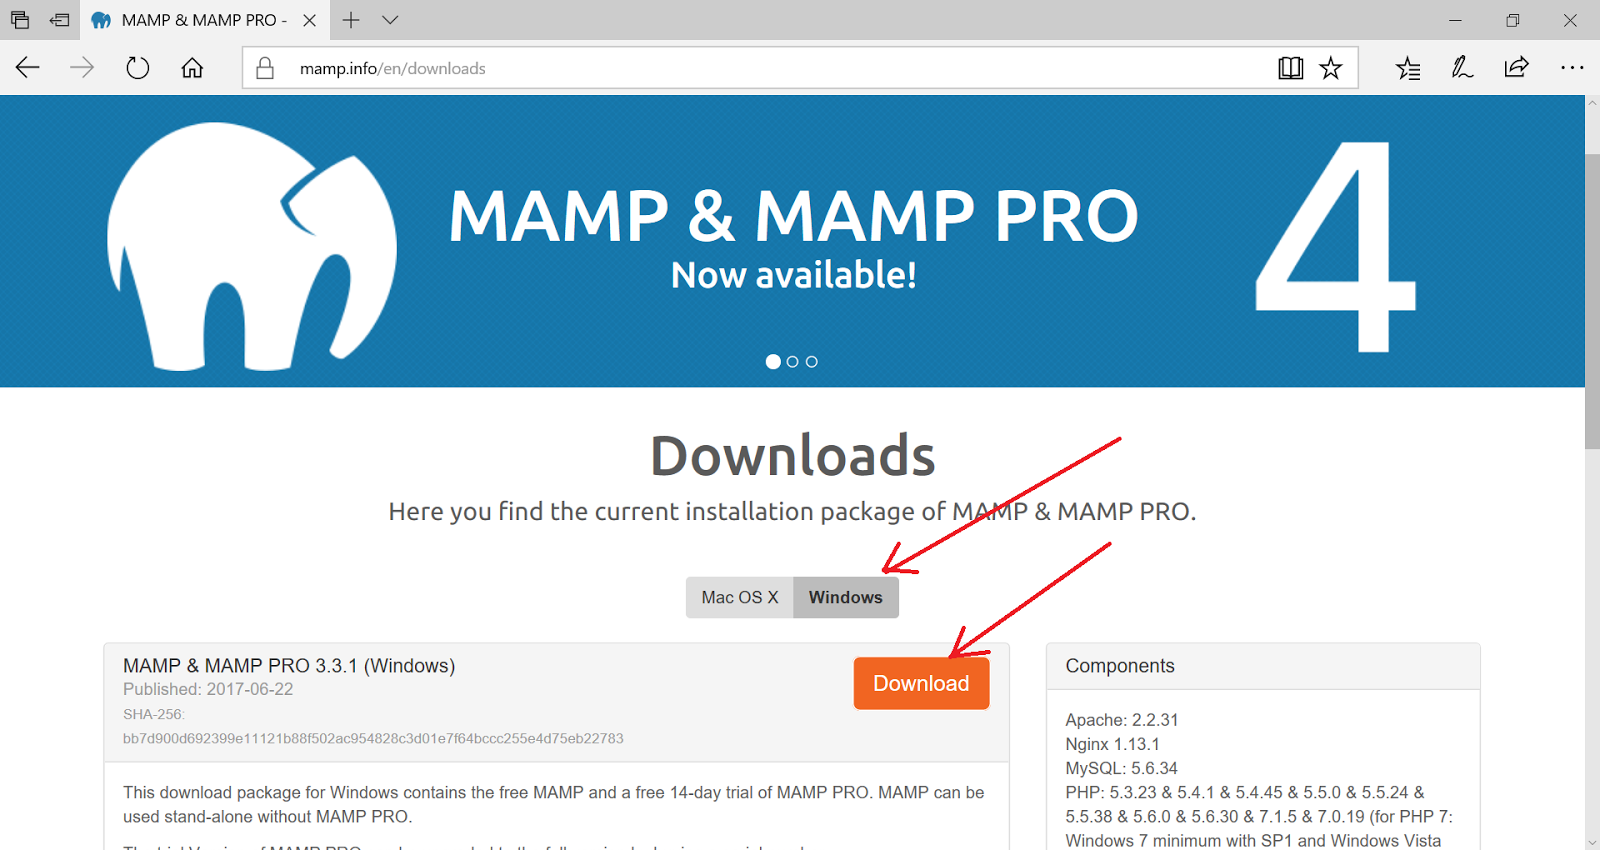 MAMP & MAMP PRO -
mamp.info/en/downloads
MAMP & MAMP PRO
Now available!
4
Downloads
Here you find the current installation package of MAMP & MAMP PRO.
Mac OS X
Windows
MAMP & MAMP PRO 3.3.1 (Windows)
Published: 2017-06-22
SHA-256:
bb7d900d692399e11121b88f502ac954828c3d01e7f64bccc255e4d75eb22783
Download
This download package for Windows contains the free MAMP and a free 14-day trial of MAMP PRO. MAMP can be
used stand-alone without MAMP PRO.
Components
Apache: 2.2.31
Nginx 1.13.1
MySQL: 5.6.34
PHP: 5.3.23 & 5.4.1 & 5.4.45 & 5.5.0 & 5.5.24 &
5.5.38 & 5.6.0 & 5.6.30 & 7.1.5 & 7.0.19 (for PHP 7:
Windows 7 minimum with SP1 and Windows Vista